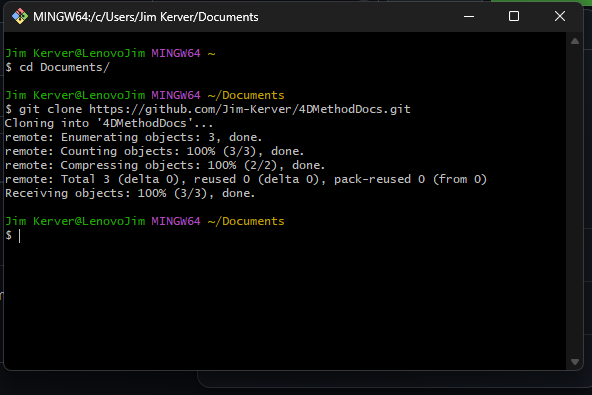 MINGW64:/c/Users/Jim Kerver/Documents
Jim Kerver@LenovoJim MINGW64 ~
$ cd Documents/
Jim Kerver@LenovoJim MINGW64 ~/Documents
$ git clone https://github.com/Jim-Kerver/4DMethodDocs.git
Cloning into '4DMethodDocs'...
remote: Enumerating objects: 3, done.
remote: Counting objects: 100% (3/3), done.
remote: Compressing objects: 100% (2/2), done.
remote: Total 3 (delta 0), reused 0 (delta 0), pack-reused 0 (from 0)
Receiving objects: 100% (3/3), done.
Jim Kerver@LenovoJim MINGW64 ~/Documents
$